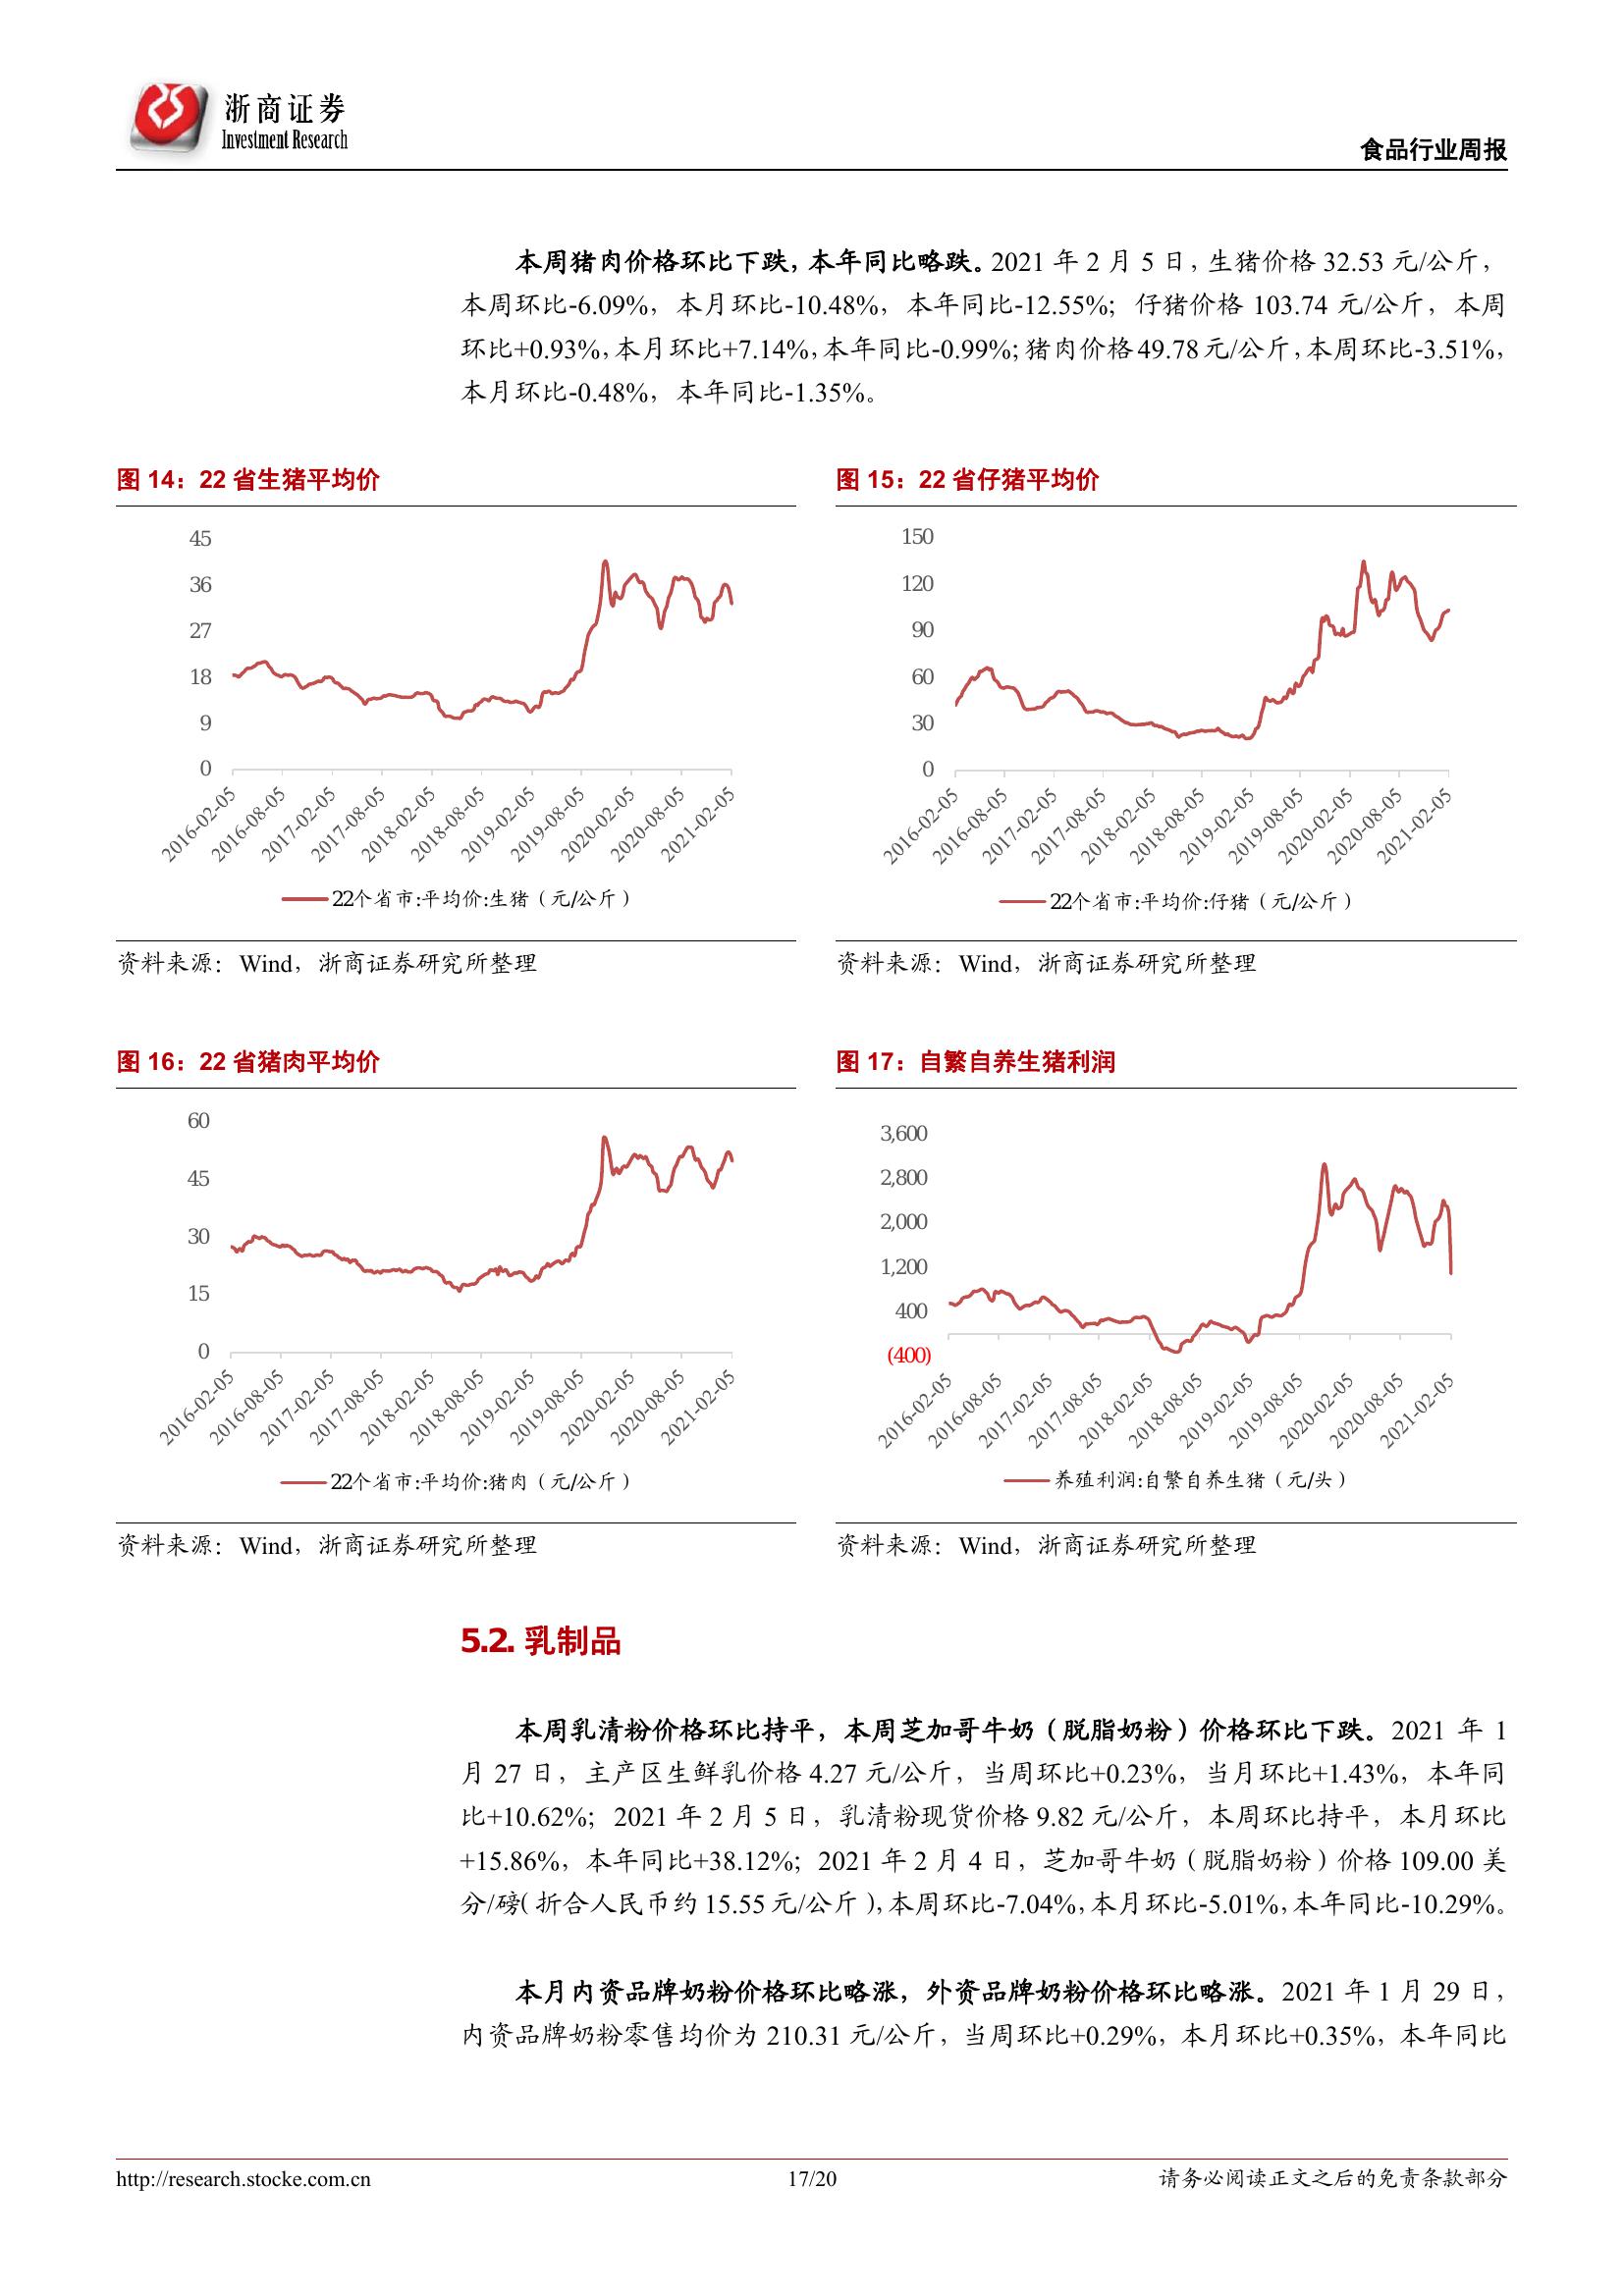 浙商证券
Investment Research
食品行业周报
本周猪肉价格环比下跌，本年同比略跌。2021 年 2 月 5 日，生猪价格 32.53 元/公斤，
本周环比-6.09%，本月环比-10.48%，本年同比-12.55%；仔猪价格 103.74 元/公斤，本周
环比+0.93%，本月环比+7.14%，本年同比-0.99%；猪肉价格 49.78 元/公斤，本周环比-3.51%，
本月环比-0.48%，本年同比-1.35%。
图 14：22 省生猪平均价
45
36
27
18
9
0
2016-02-05
2016-08-05
2017-02-05
2017-08-05
2018-02-05
2018-08-05
2019-02-05
2019-08-05
2020-02-05
2020-08-05
2021-02-05
22个省市:平均价:生猪（元/公斤）
资料来源：Wind，浙商证券研究所整理
图 15：22 省仔猪平均价
150
120
90
60
30
0
2016-02-05
2016-08-05
2017-02-05
2017-08-05
2018-02-05
2018-08-05
2019-02-05
2019-08-05
2020-02-05
2020-08-05
2021-02-05
22个省市:平均价:仔猪（元/公斤）
资料来源：Wind，浙商证券研究所整理
图 16：22 省猪肉平均价
60
45
30
15
0
2016-02-05
2016-08-05
2017-02-05
2017-08-05
2018-02-05
2018-08-05
2019-02-05
2019-08-05
2020-02-05
2020-08-05
2021-02-05
22个省市:平均价:猪肉（元/公斤）
资料来源：Wind，浙商证券研究所整理
图 17：自繁自养生猪利润
3,600
2,800
2,000
1,200
400
(400)
2016-02-05
2016-08-05
2017-02-05
2017-08-05
2018-02-05
2018-08-05
2019-02-05
2019-08-05
2020-02-05
2020-08-05
2021-02-05
养殖利润:自繁自养生猪（元/头）
资料来源：Wind，浙商证券研究所整理
5.2. 乳制品
本周乳清粉价格环比持平，本周芝加哥牛奶（脱脂奶粉）价格环比下跌。2021 年 1
月 27 日，主产区生鲜乳价格 4.27 元/公斤，当周环比+0.23%，当月环比+1.43%，本年同
比+10.62%；2021 年 2 月 5 日，乳清粉现货价格 9.82 元/公斤，本周环比持平，本月环比
+15.86%，本年同比+38.12%；2021 年 2 月 4 日，芝加哥牛奶（脱脂奶粉）价格 109.00 美
分/磅（折合人民币约 15.55 元/公斤），本周环比-7.04%，本月环比-5.01%，本年同比-10.29%。
本月内资品牌奶粉价格环比略涨，外资品牌奶粉价格环比略涨。2021 年 1 月 29 日，
内资品牌奶粉零售均价为 210.31 元/公斤，当周环比+0.29%，本月环比+0.35%，本年同比
http://research.stocke.com.cn
17/20
请务必阅读正文之后的免责条款部分